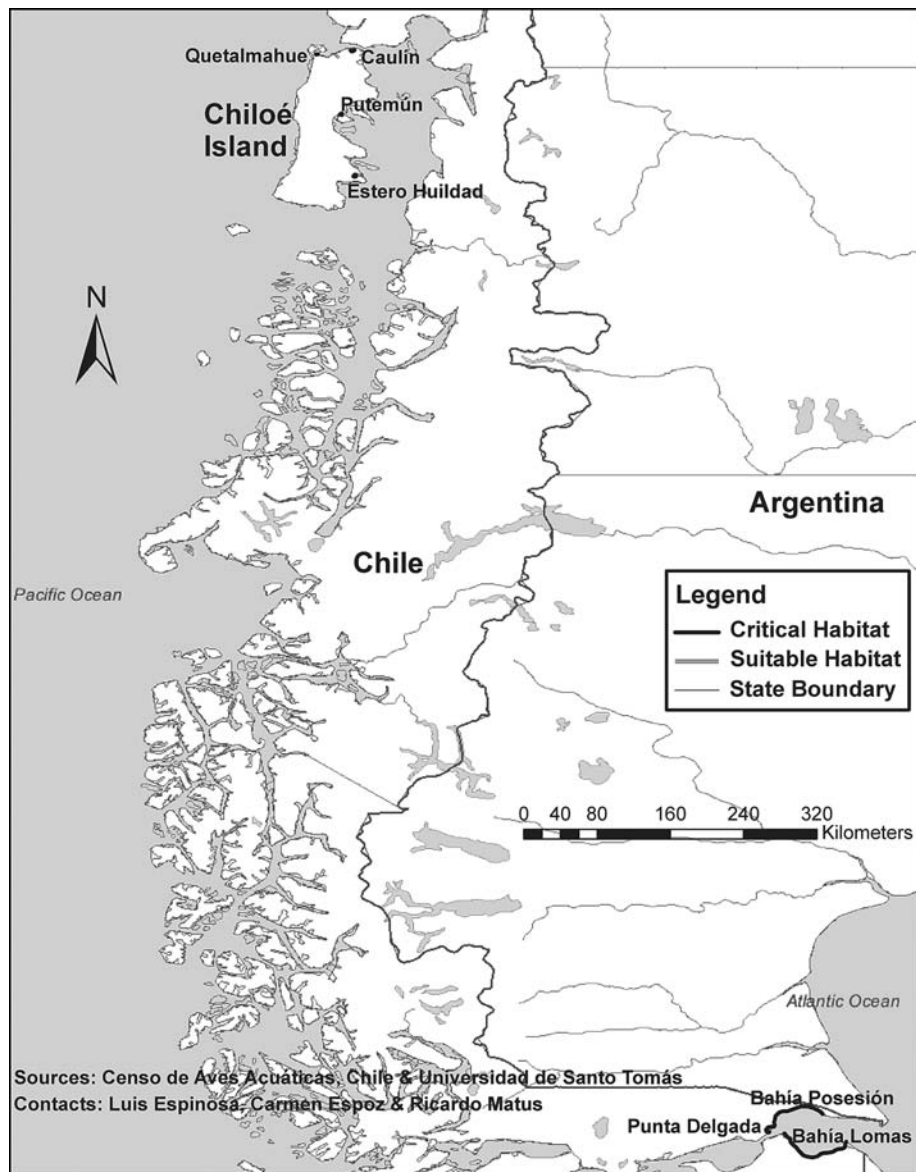 Quetalmahue
Caulín
Chiloé
Island
Putemún
Estero Huildad
N
Argentina
Chile
Pacific Ocean
Legend
Critical Habitat
Suitable Habitat
State Boundary
0 40 80 160 240 320
Kilometers
Atlantic Ocean
Sources: Censo de Aves Acuáticas, Chile & Universidad de Santo Tomás
Contacts: Luis Espinosa, Carmen Espoz & Ricardo Matus
Bahía Posesión
Punta Delgada
Bahía Lomas